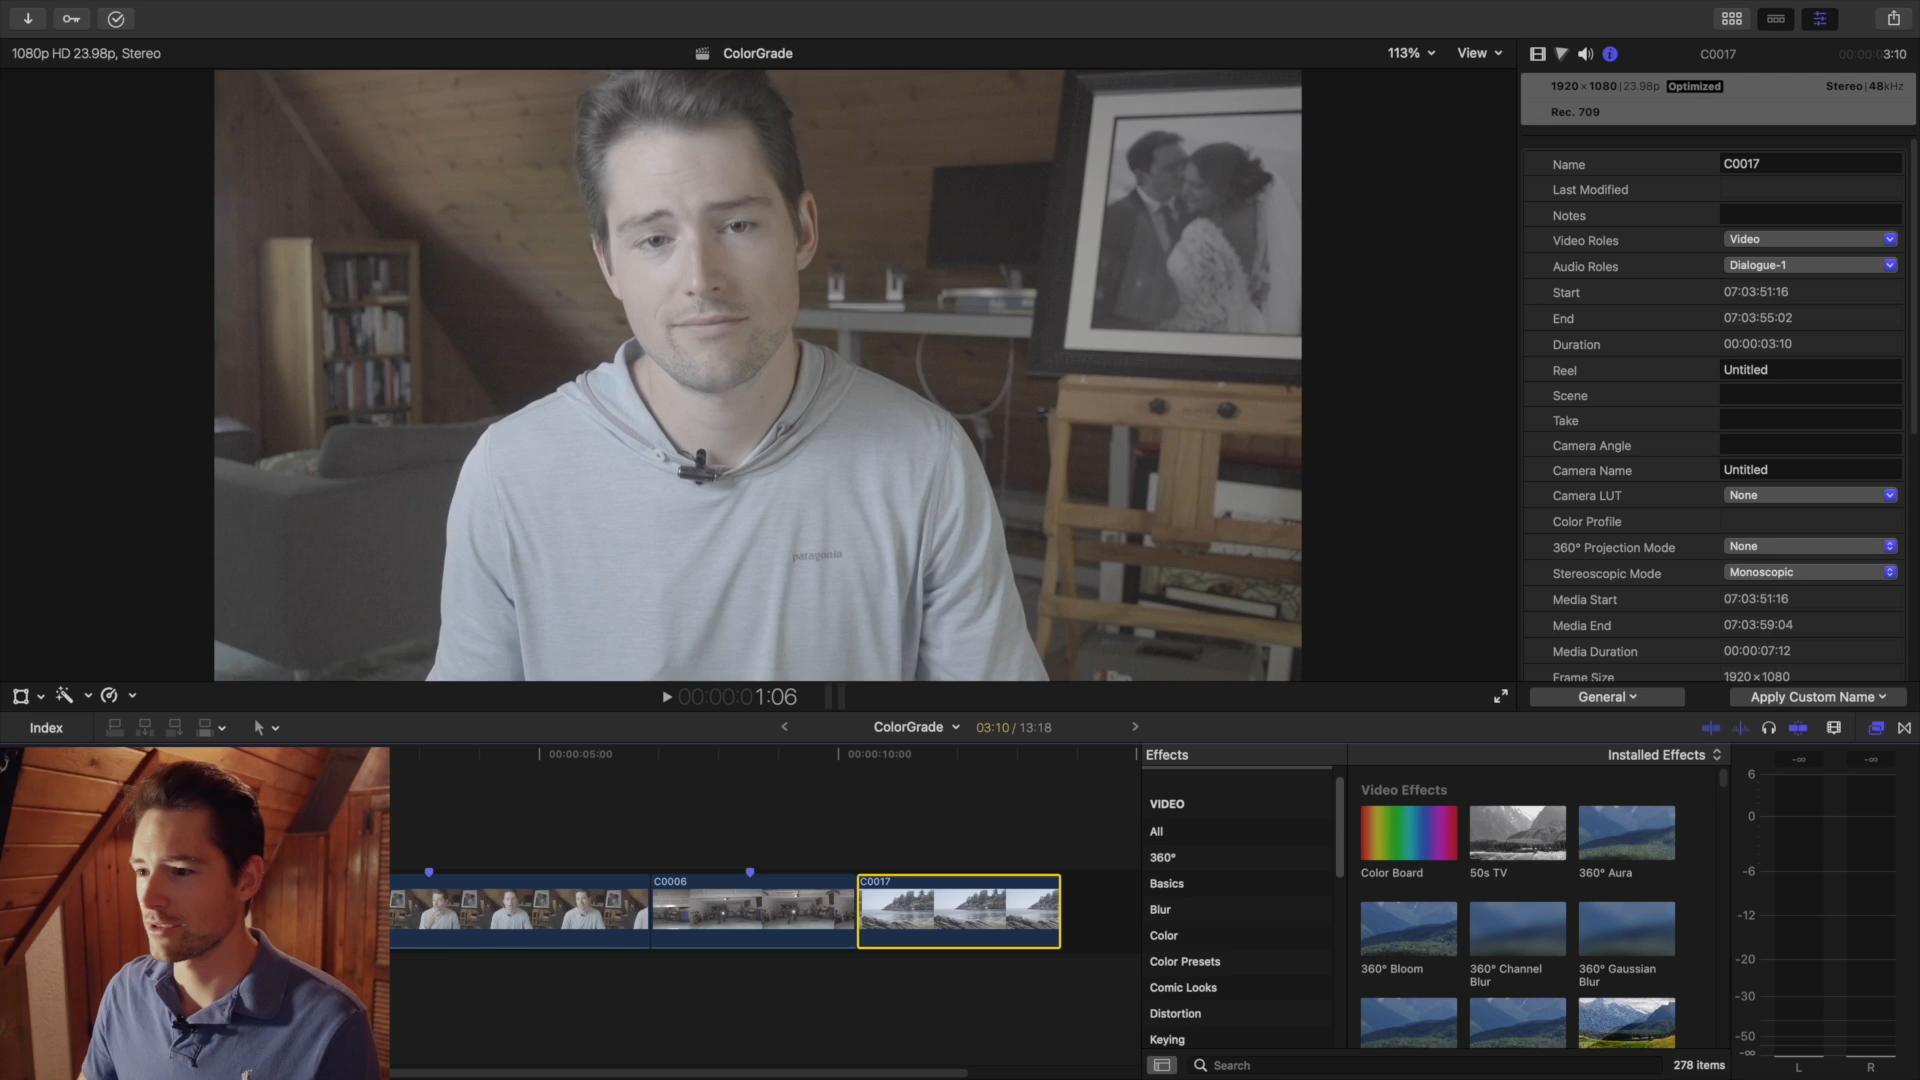 1080p HD 23.98p, Stereo
ColorGrade
113%
View
C0017
00:00:03:10
1920 × 1080 | 23.98p Optimized
Stereo | 48kHz
Rec. 709
Name C0017
Last Modified
Notes
Video Roles Video
Audio Roles Dialogue-1
Start 07:03:51:16
End 07:03:55:02
Duration 00:00:03:10
Reel Untitled
Scene
Take
Camera Angle
Camera Name Untitled
Camera LUT None
Color Profile
360° Projection Mode None
Stereoscopic Mode Monoscopic
Media Start 07:03:51:16
Media End 07:03:59:04
Media Duration 00:00:07:12
Frame Size 1920×1080
General
Apply Custom Name
patagonia
00:00:01:06
Index
ColorGrade
03:10 / 13:18
00:00:05:00
00:00:10:00
C0006
C0017
Effects
Installed Effects
VIDEO
All
360°
Basics
Blur
Color
Color Presets
Comic Looks
Distortion
Keying
Video Effects
Color Board
50s TV
360° Aura
360° Bloom
360° Channel
Blur
360° Gaussian
Blur
Search
278 items
-∞ -∞
6
0
-6
-12
-20
-30
-50
-∞
L R